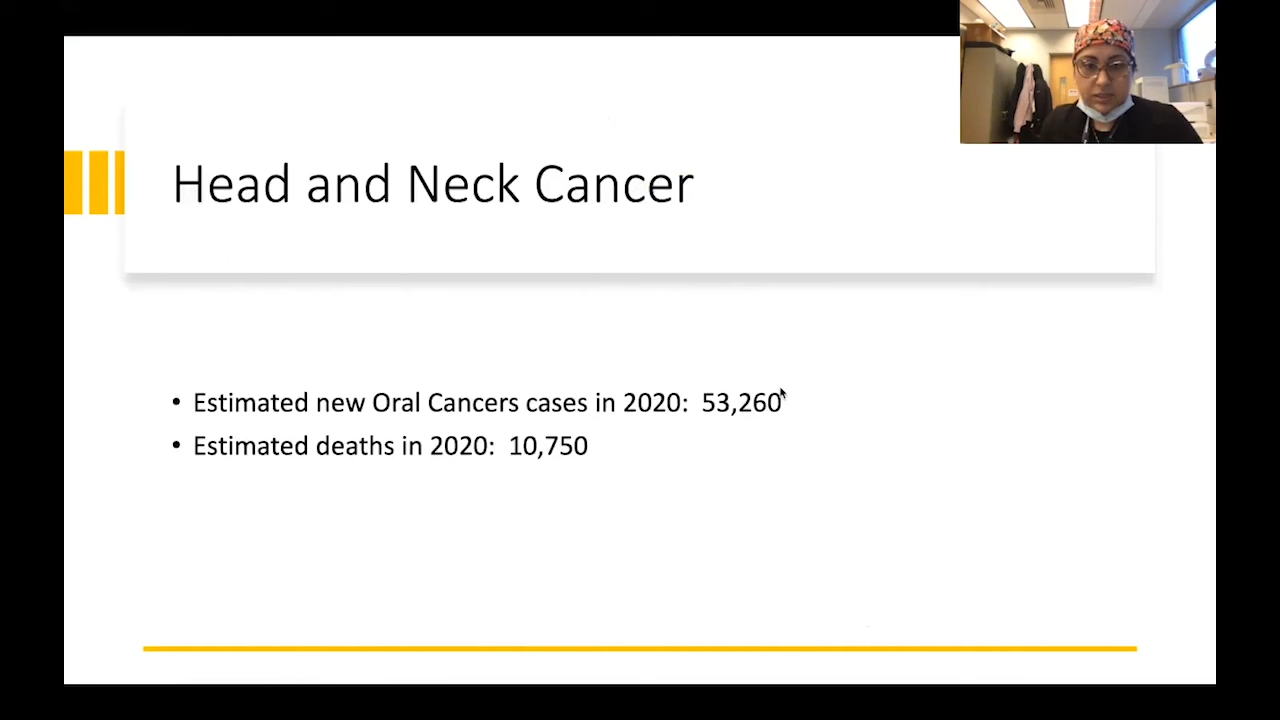 Head and Neck Cancer
• Estimated new Oral Cancers cases in 2020: 53,260
• Estimated deaths in 2020: 10,750